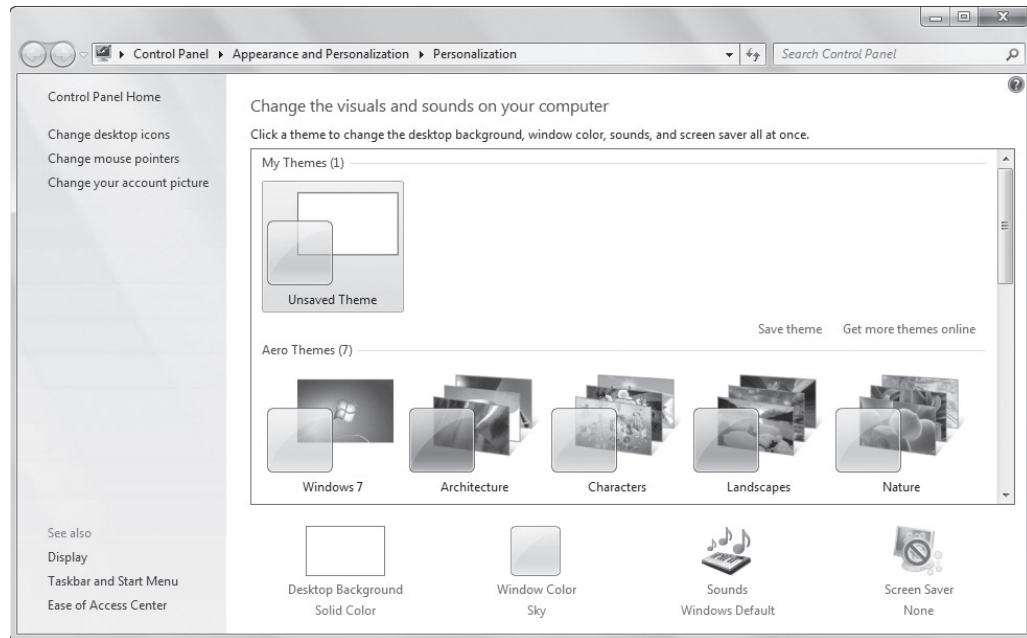 Control Panel ▸ Appearance and Personalization ▸ Personalization
Search Control Panel
Control Panel Home
Change desktop icons
Change mouse pointers
Change your account picture
Change the visuals and sounds on your computer
Click a theme to change the desktop background, window color, sounds, and screen saver all at once.
My Themes (1)
Unsaved Theme
Save theme Get more themes online
Aero Themes (7)
Windows 7 Architecture Characters Landscapes Nature
See also
Display
Taskbar and Start Menu
Ease of Access Center
Desktop Background
Solid Color
Window Color
Sky
Sounds
Windows Default
Screen Saver
None